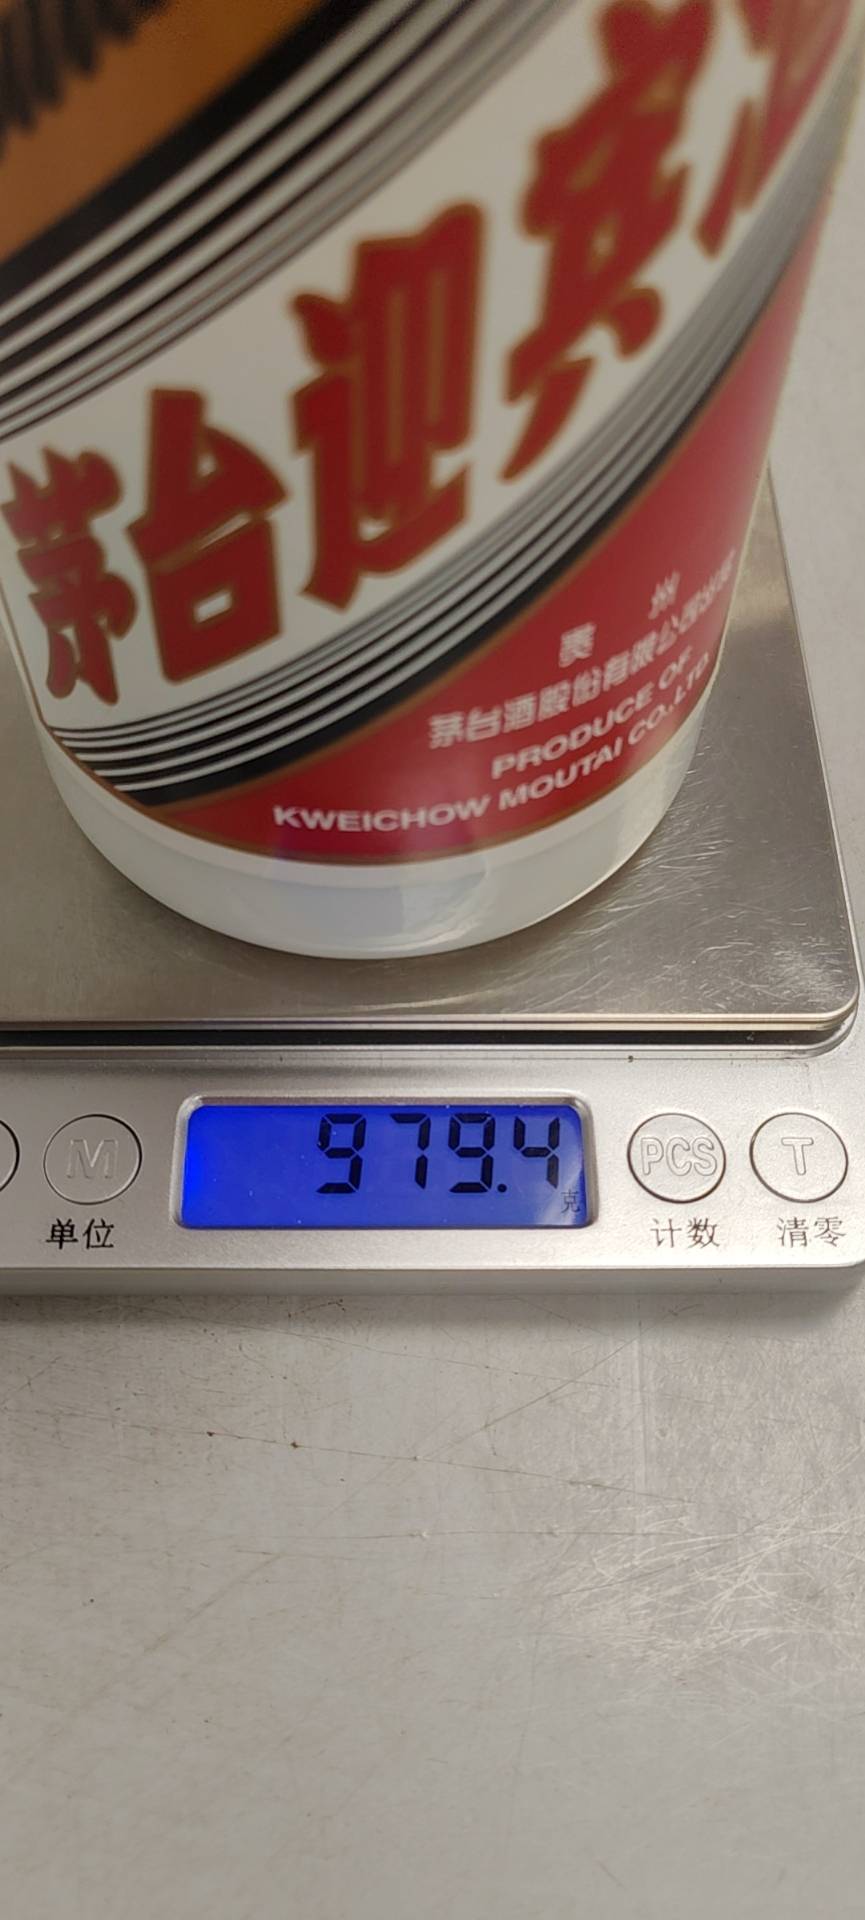 茅台迎宾酒
贵 州
茅台酒股份有限公司出品
PRODUCE OF
KWEICHOW MOUTAI CO.,LTD.
979.4
克
M
PCS
T
单位
计数
清零